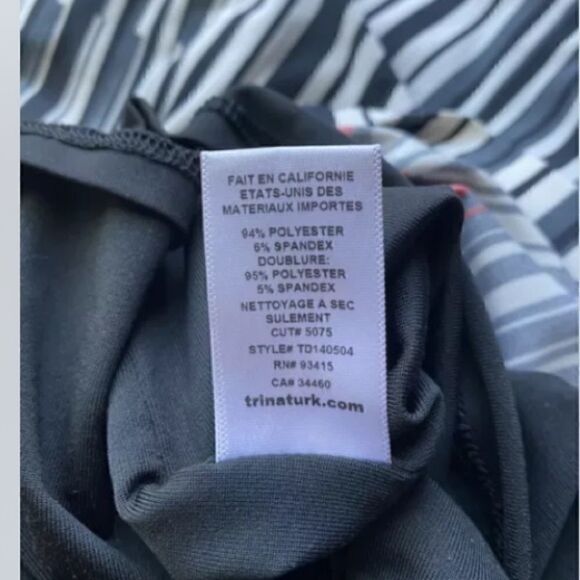 FAIT EN CALIFORNIE
ETATS-UNIS DES
MATERIAUX IMPORTES
94% POLYESTER
6% SPANDEX
DOUBLURE:
95% POLYESTER
5% SPANDEX
NETTOYAGE A SEC
SULEMENT
CUT# 5075
STYLE# TD140504
RN# 93415
CA# 34460
trinaturk.com